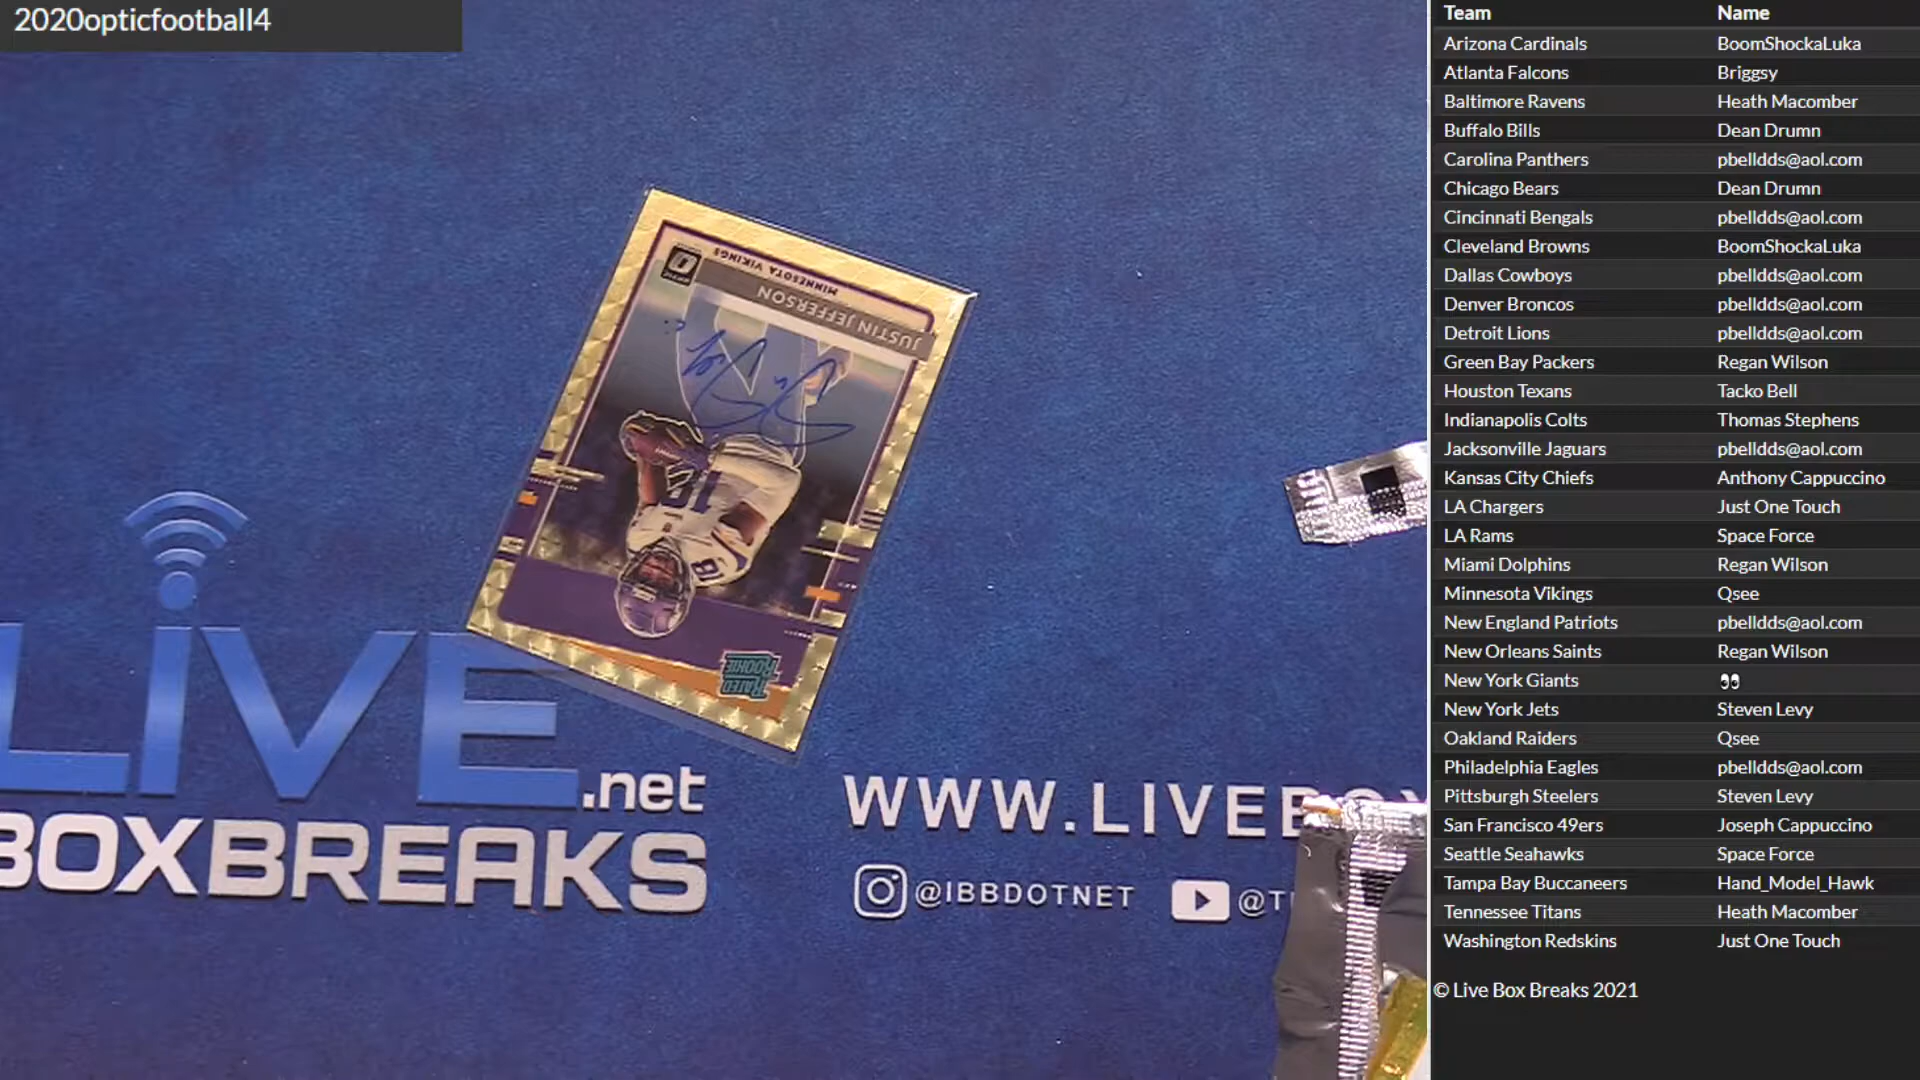 2020opticfootball4
Team Name
Arizona Cardinals BoomShockaLuka
Atlanta Falcons Briggsy
Baltimore Ravens Heath Macomber
Buffalo Bills Dean Drumn
Carolina Panthers pbelldds@aol.com
Chicago Bears Dean Drumn
Cincinnati Bengals pbelldds@aol.com
Cleveland Browns BoomShockaLuka
Dallas Cowboys pbelldds@aol.com
Denver Broncos pbelldds@aol.com
Detroit Lions pbelldds@aol.com
Green Bay Packers Regan Wilson
Houston Texans Tacko Bell
Indianapolis Colts Thomas Stephens
Jacksonville Jaguars pbelldds@aol.com
Kansas City Chiefs Anthony Cappuccino
LA Chargers Just One Touch
LA Rams Space Force
Miami Dolphins Regan Wilson
Minnesota Vikings Qsee
New England Patriots pbelldds@aol.com
New Orleans Saints Regan Wilson
New York Giants 👀
New York Jets Steven Levy
Oakland Raiders Qsee
Philadelphia Eagles pbelldds@aol.com
Pittsburgh Steelers Steven Levy
San Francisco 49ers Joseph Cappuccino
Seattle Seahawks Space Force
Tampa Bay Buccaneers Hand_Model_Hawk
Tennessee Titans Heath Macomber
Washington Redskins Just One Touch
© Live Box Breaks 2021
RATED
ROOKIE
18
JUSTIN JEFFERSON
MINNESOTA VIKINGS
OPTIC
LIVE.net
BOXBREAKS
WWW.LIVEBOX
@IBBDOTNET @T